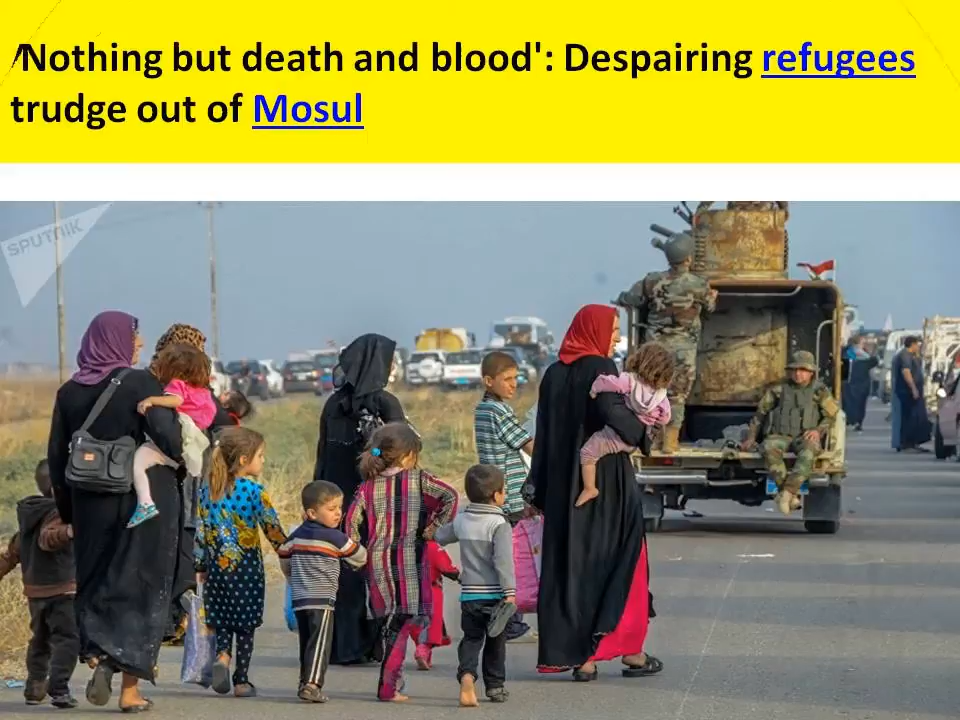 'Nothing but death and blood': Despairing refugees
trudge out of Mosul
SPUTNIK